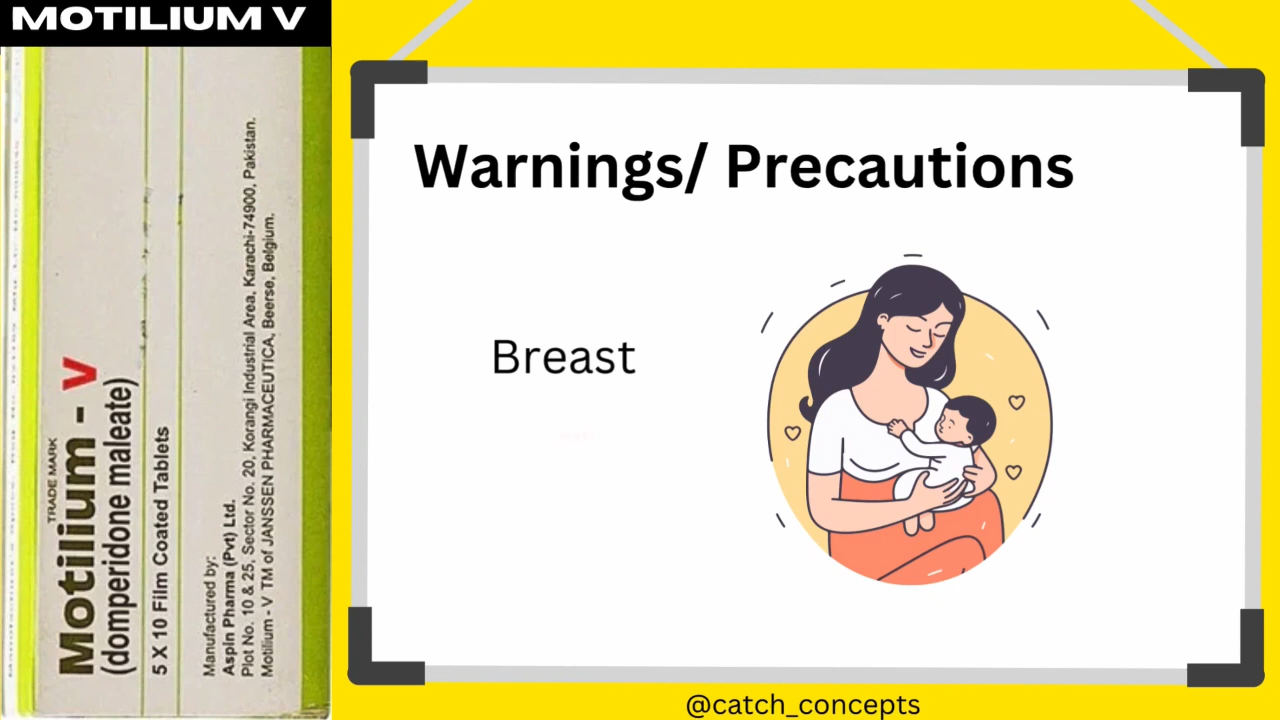 MOTILIUM V
TRADE MARK
Motilium - V
(domperidone maleate)
5 X 10 Film Coated Tablets
Manufactured by:
Aspin Pharma (Pvt) Ltd.
Plot No. 10 & 25, Sector No. 20, Korangi Industrial Area, Karachi-74900, Pakistan.
Motilium - V TM of JANSSEN PHARMACEUTICA, Beerse, Belgium.
Warnings/ Precautions
Breast
@catch_concepts